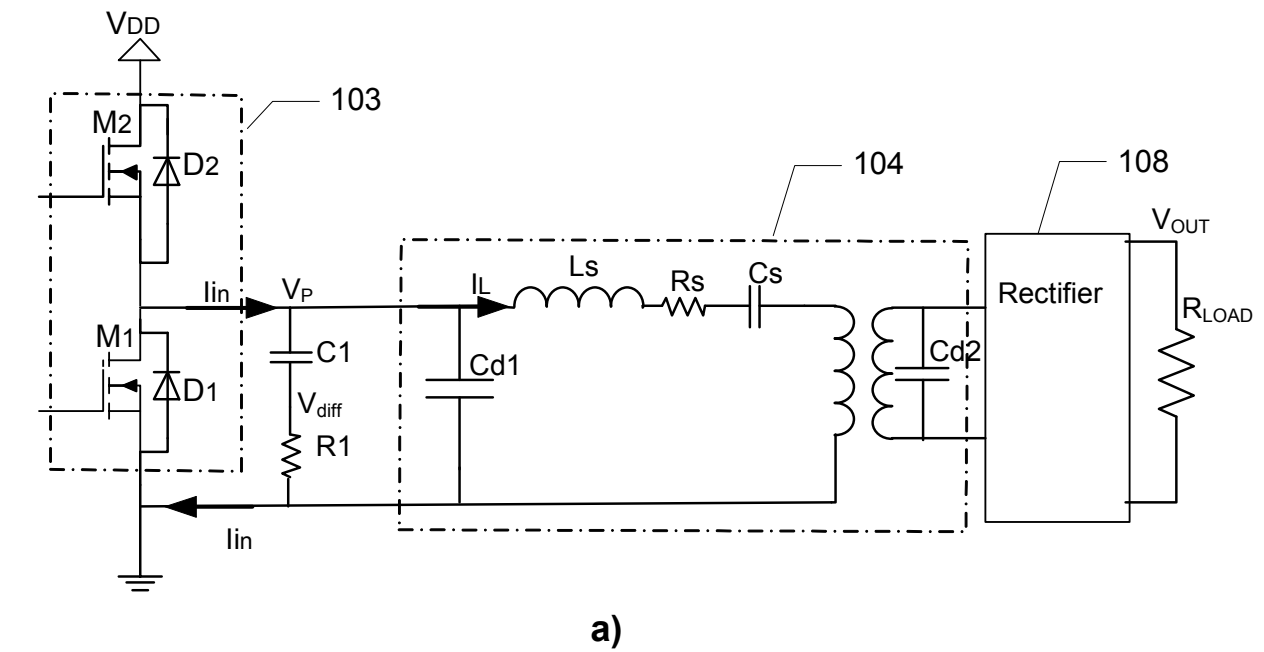 VDD
103
M2
D2
104
108
VOUT
Ls
Rs
Cs
Iin
VP
IL
Rectifier
RLOAD
M1
D1
C1
Cd1
Cd2
Vdiff
R1
Iin
a)